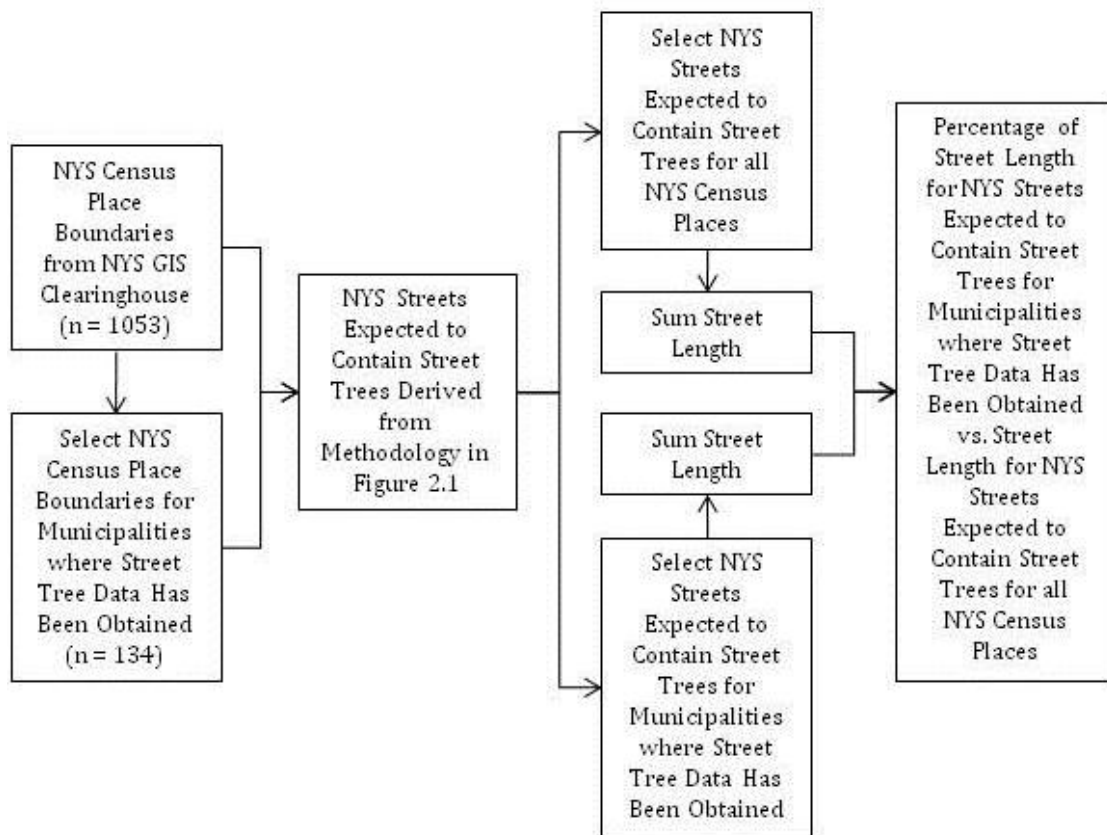 NYS Census
Place
Boundaries
from NYS GIS
Clearinghouse
(n = 1053)
Select NYS
Census Place
Boundaries for
Municipalities
where Street
Tree Data Has
Been Obtained
(n = 134)
NYS Streets
Expected to
Contain Street
Trees Derived
from
Methodology in
Figure 2.1
Select NYS
Streets
Expected to
Contain Street
Trees for all
NYS Census
Places
Sum Street
Length
Sum Street
Length
Select NYS
Streets
Expected to
Contain Street
Trees for
Municipalities
where Street
Tree Data Has
Been Obtained
Percentage of
Street Length
for NYS Streets
Expected to
Contain Street
Trees for
Municipalities
where Street
Tree Data Has
Been Obtained
vs. Street
Length for NYS
Streets
Expected to
Contain Street
Trees for all
NYS Census
Places